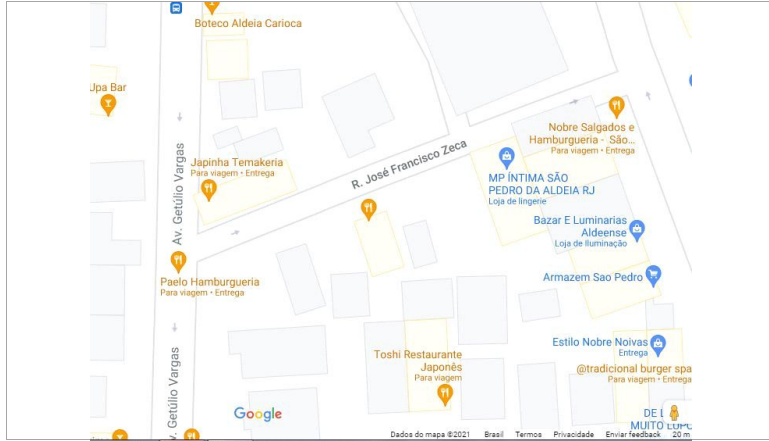 Boteco Aldeia Carioca
Upa Bar
Av. Getúlio Vargas
Japinha Temakeria
Para viagem • Entrega
R. José Francisco Zeca
Nobre Salgados e
Hamburgueria - São...
Para viagem • Entrega
MP ÍNTIMA SÃO
PEDRO DA ALDEIA RJ
Loja de lingerie
Bazar E Luminarias
Aldeense
Loja de Iluminação
Paelo Hamburgueria
Para viagem • Entrega
Armazem Sao Pedro
Estilo Nobre Noivas
Entrega
Toshi Restaurante
Japonês
Para viagem
@tradicional burger spa
Para viagem • Entrega
V. Getúlio Vargas
Google
DE L
MUITO
Dados do mapa ©2021 Brasil Termos Privacidade Enviar feedback 20 m